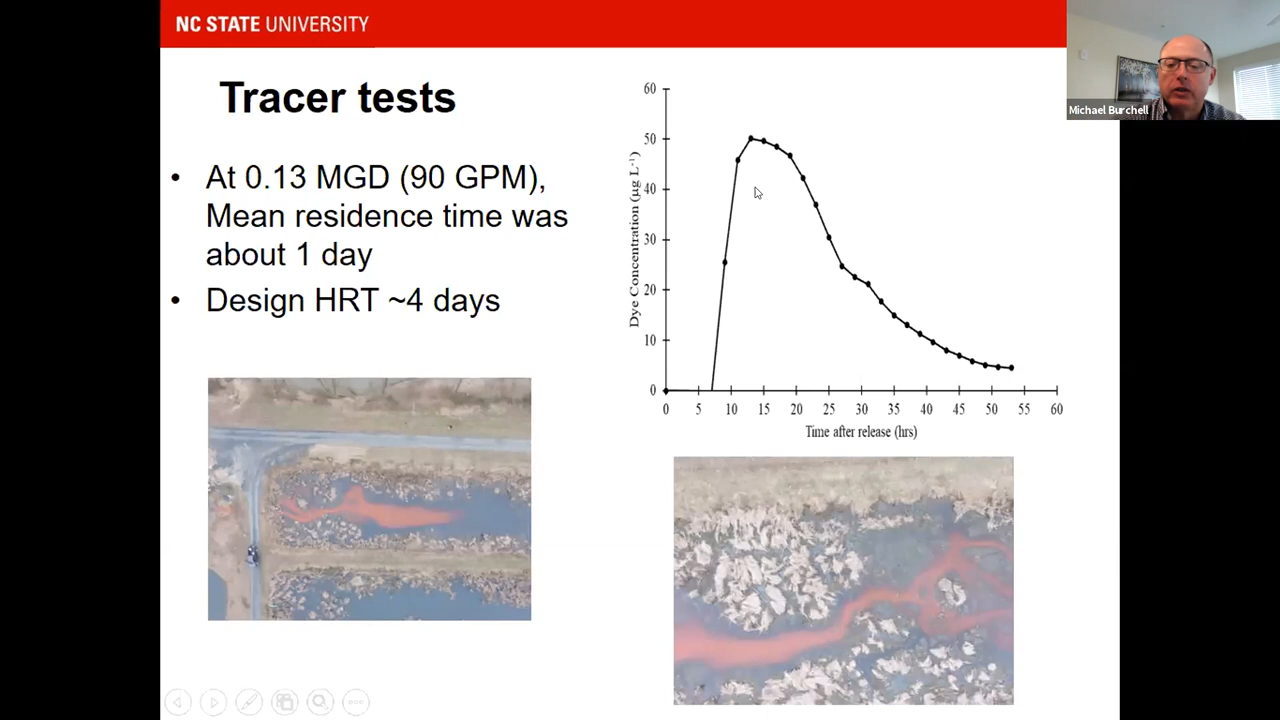 NC STATE UNIVERSITY
Michael Burchell
Tracer tests
• At 0.13 MGD (90 GPM),
Mean residence time was
about 1 day
• Design HRT ~4 days
60
50
40
30
20
10
0
Dye Concentration (µg L⁻¹)
0 5 10 15 20 25 30 35 40 45 50 55 60
Time after release (hrs)